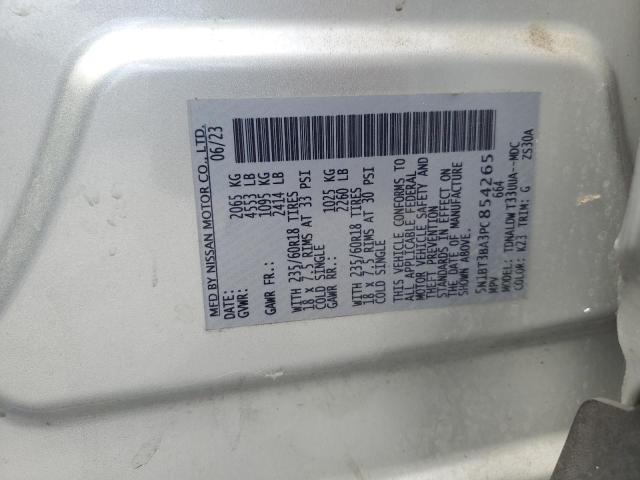 MFD BY NISSAN MOTOR CO., LTD.
DATE: 06/23
GVWR: 2065 KG
4553 LB
GAWR FR.: 1095 KG
2414 LB
WITH 235/60R18 TIRES
18 X 7.5 RIMS AT 33 PSI
COLD SINGLE
GAWR RR.: 1025 KG
2260 LB
WITH 235/60R18 TIRES
18 X 7.5 RIMS AT 30 PSI
COLD SINGLE
THIS VEHICLE CONFORMS TO
ALL APPLICABLE FEDERAL
MOTOR VEHICLE SAFETY AND
THEFT PREVENTION
STANDARDS IN EFFECT ON
THE DATE OF MANUFACTURE
SHOWN ABOVE.
5N1BT3BA3PC854265
MPV 664
MODEL: TDNALDW T33UUA--MDC
COLOR: K23 TRIM: G ZS30A